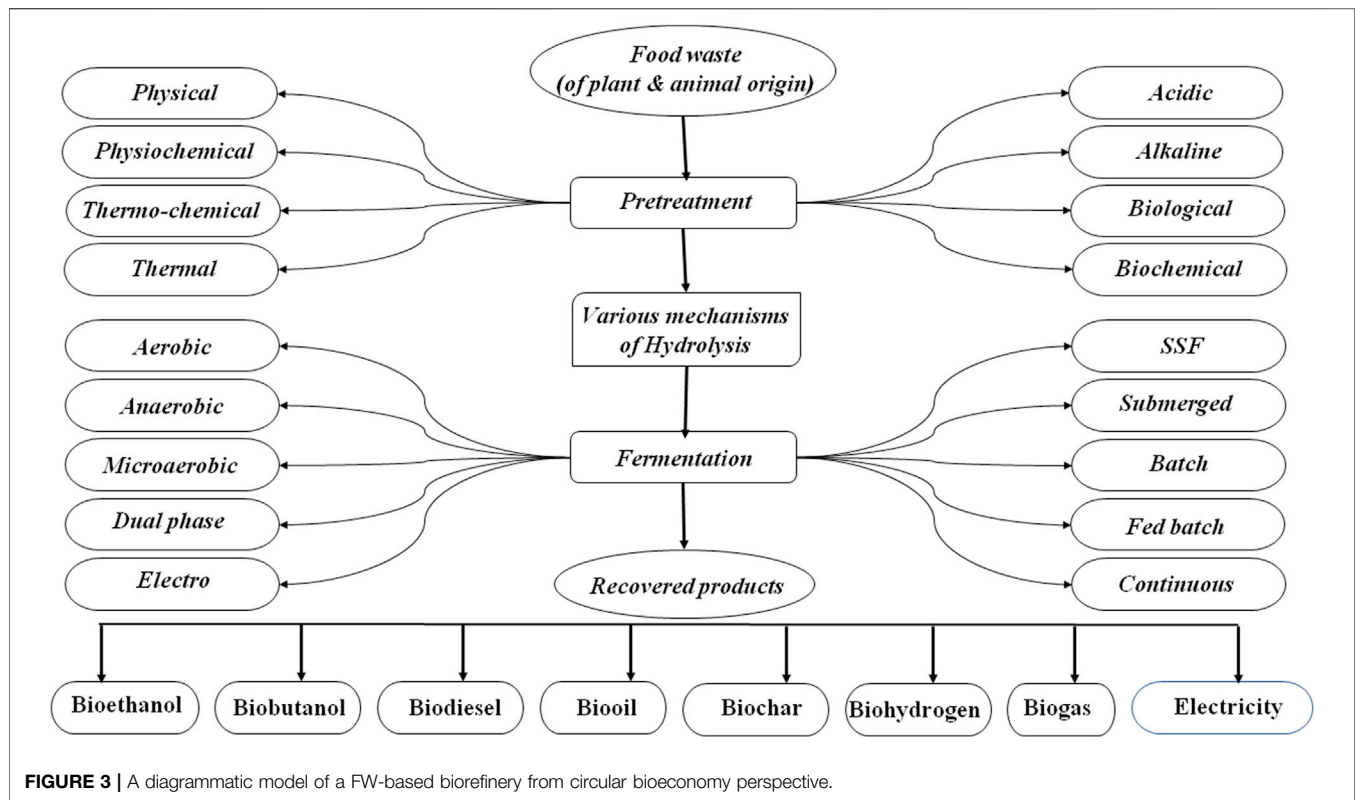 Food waste
(of plant & animal origin)
Physical
Physiochemical
Thermo-chemical
Thermal
Pretreatment
Acidic
Alkaline
Biological
Biochemical
Various mechanisms
of Hydrolysis
Aerobic
Anaerobic
Microaerobic
Dual phase
Electro
Fermentation
SSF
Submerged
Batch
Fed batch
Continuous
Recovered products
Bioethanol
Biobutanol
Biodiesel
Biooil
Biochar
Biohydrogen
Biogas
Electricity
FIGURE 3 | A diagrammatic model of a FW-based biorefinery from circular bioeconomy perspective.